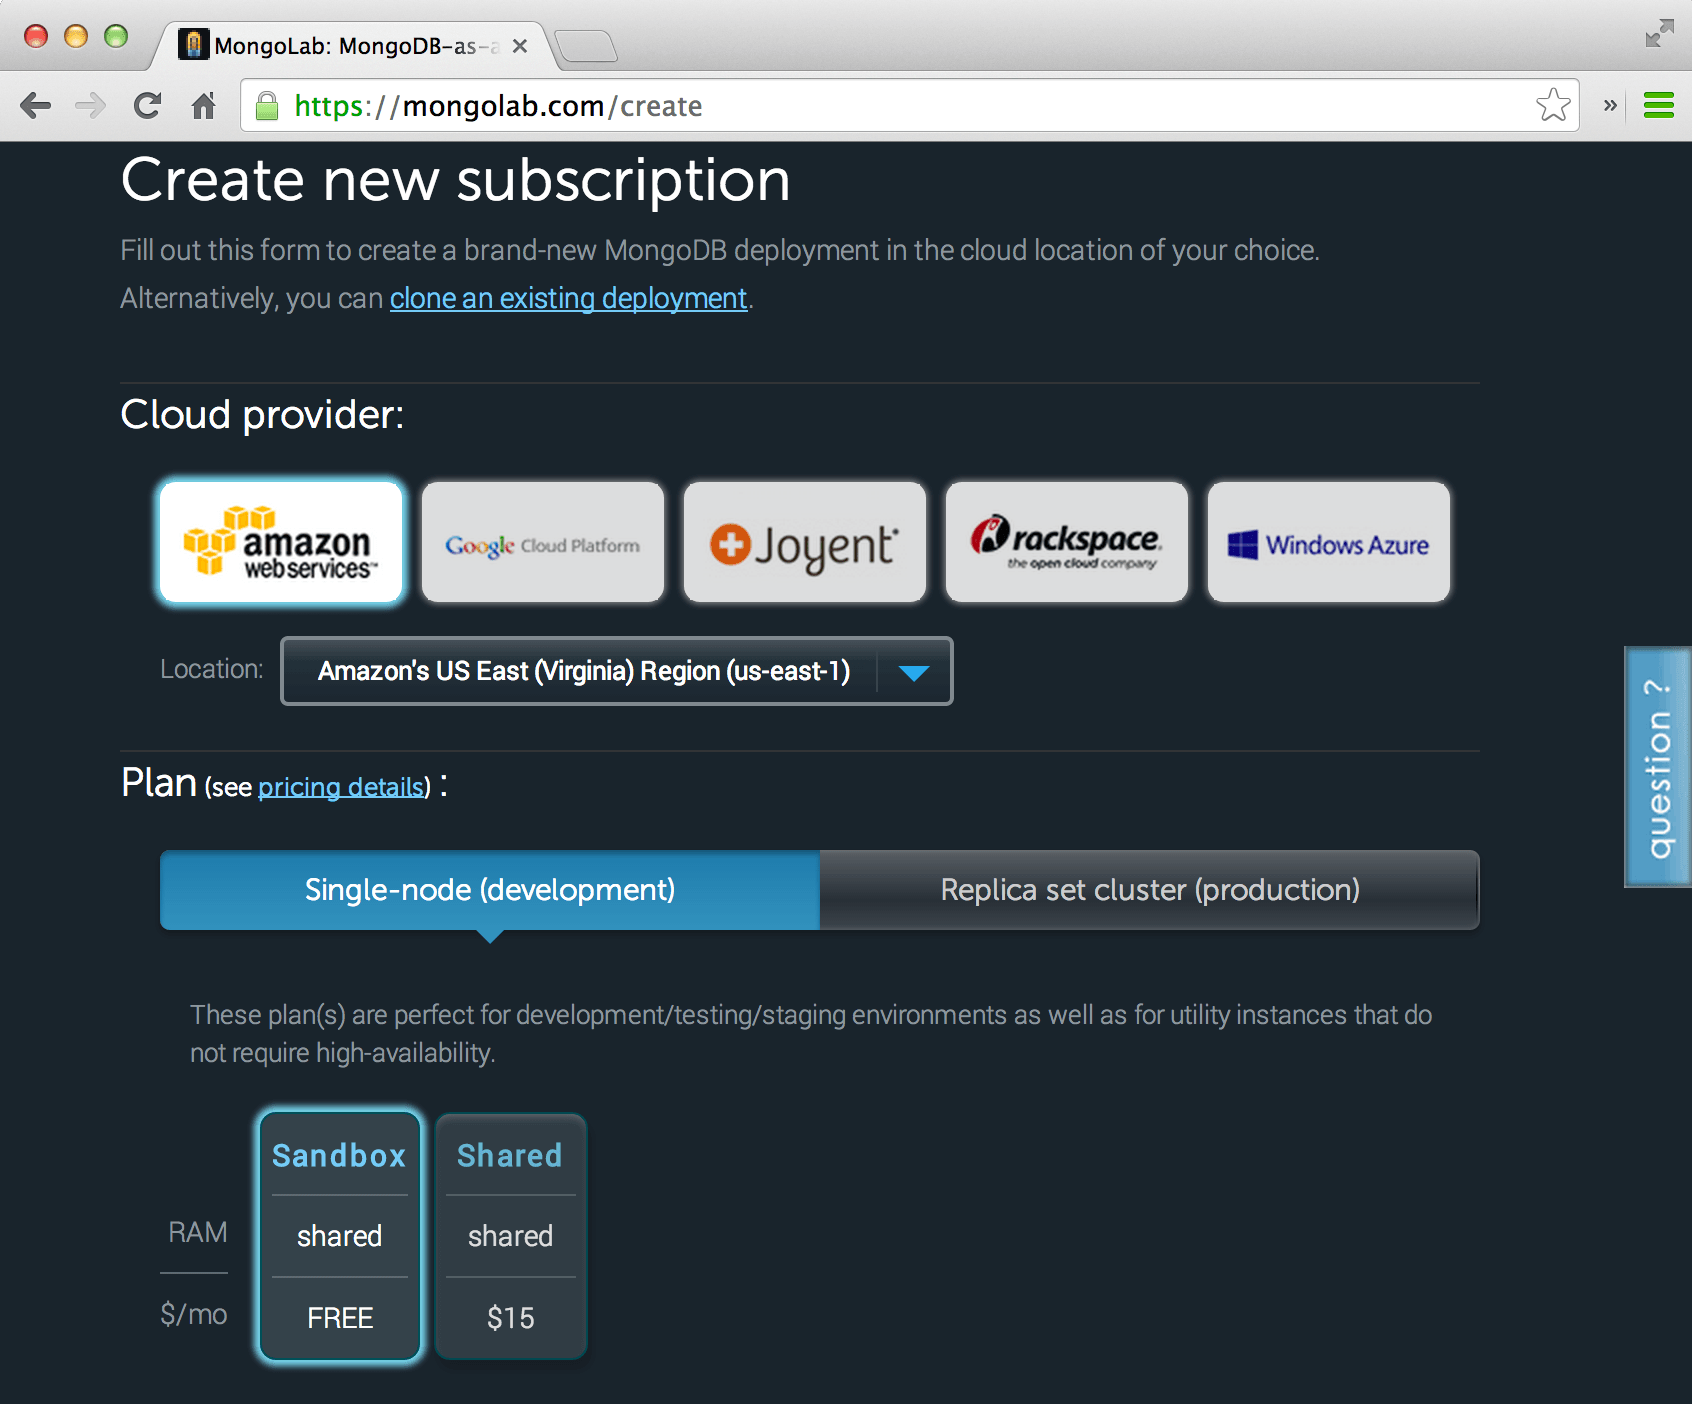 MongoLab: MongoDB-as-a
https://mongolab.com/create
Create new subscription
Fill out this form to create a brand-new MongoDB deployment in the cloud location of your choice.
Alternatively, you can clone an existing deployment.
Cloud provider:
amazon
webservices™
Google Cloud Platform
Joyent
rackspace.
the open cloud company
Windows Azure
Location: Amazon's US East (Virginia) Region (us-east-1)
question ?
Plan (see pricing details) :
Single-node (development) Replica set cluster (production)
These plan(s) are perfect for development/testing/staging environments as well as for utility instances that do
not require high-availability.
Sandbox Shared
RAM shared shared
$/mo FREE $15